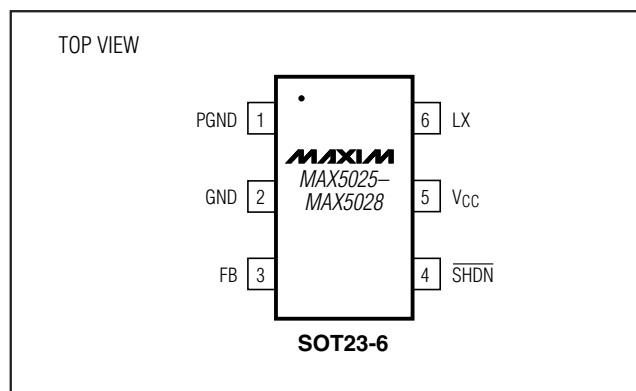 TOP VIEW
PGND 1
6 LX
MAXIM
MAX5025–
MAX5028
GND 2
5 VCC
FB 3
4 SHDN
SOT23-6